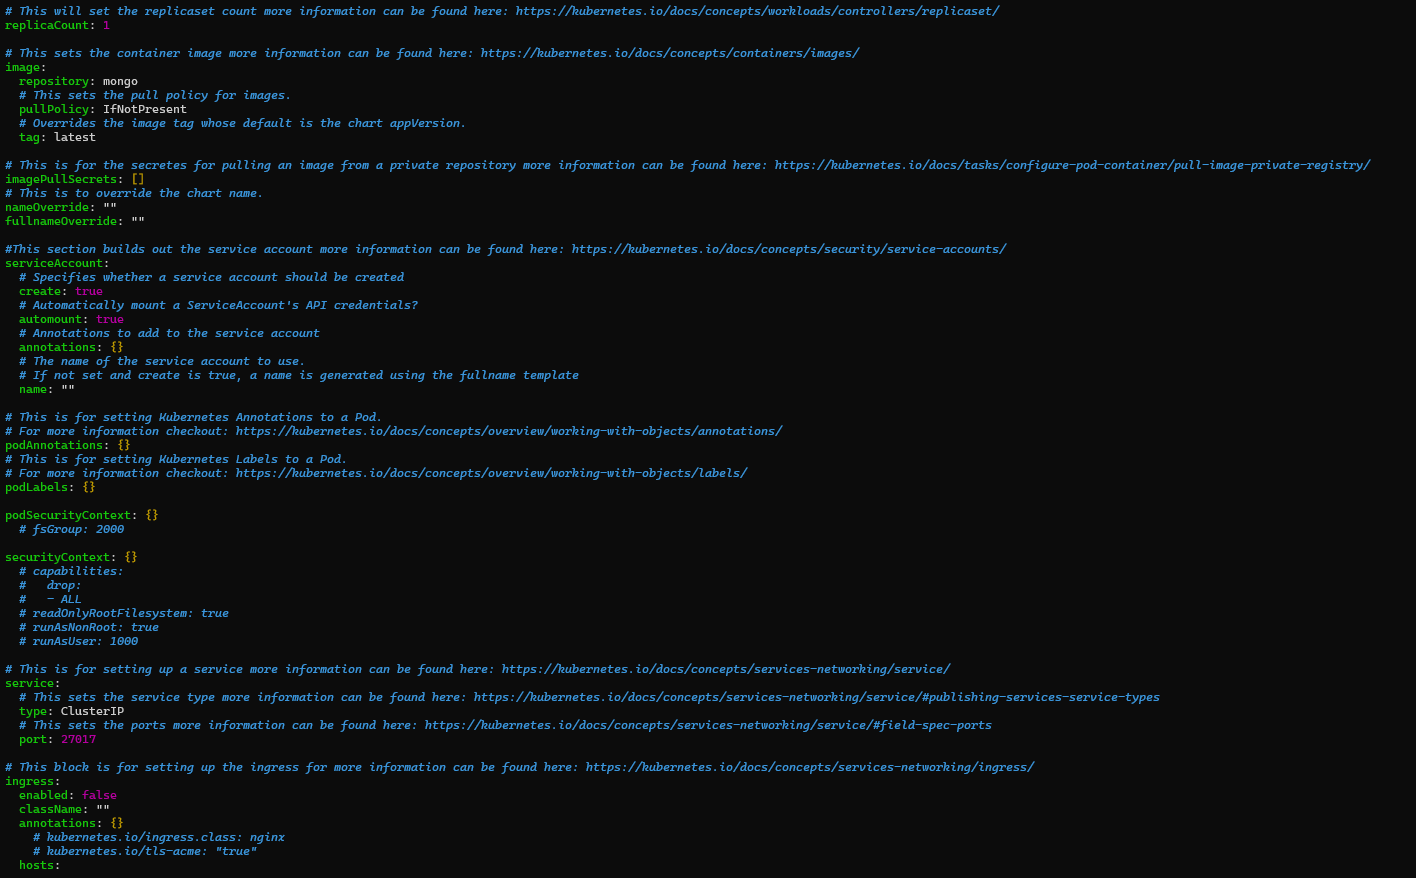 # This will set the replicaset count more information can be found here: https://kubernetes.io/docs/concepts/workloads/controllers/replicaset/
replicaCount: 1

# This sets the container image more information can be found here: https://kubernetes.io/docs/concepts/containers/images/
image:
  repository: mongo
  # This sets the pull policy for images.
  pullPolicy: IfNotPresent
  # Overrides the image tag whose default is the chart appVersion.
  tag: latest

# This is for the secretes for pulling an image from a private repository more information can be found here: https://kubernetes.io/docs/tasks/configure-pod-container/pull-image-private-registry/
imagePullSecrets: []
# This is to override the chart name.
nameOverride: ""
fullnameOverride: ""

#This section builds out the service account more information can be found here: https://kubernetes.io/docs/concepts/security/service-accounts/
serviceAccount:
  # Specifies whether a service account should be created
  create: true
  # Automatically mount a ServiceAccount's API credentials?
  automount: true
  # Annotations to add to the service account
  annotations: {}
  # The name of the service account to use.
  # If not set and create is true, a name is generated using the fullname template
  name: ""

# This is for setting Kubernetes Annotations to a Pod.
# For more information checkout: https://kubernetes.io/docs/concepts/overview/working-with-objects/annotations/
podAnnotations: {}
# This is for setting Kubernetes Labels to a Pod.
# For more information checkout: https://kubernetes.io/docs/concepts/overview/working-with-objects/labels/
podLabels: {}

podSecurityContext: {}
  # fsGroup: 2000

securityContext: {}
  # capabilities:
  #   drop:
  #   - ALL
  # readOnlyRootFilesystem: true
  # runAsNonRoot: true
  # runAsUser: 1000

# This is for setting up a service more information can be found here: https://kubernetes.io/docs/concepts/services-networking/service/
service:
  # This sets the service type more information can be found here: https://kubernetes.io/docs/concepts/services-networking/service/#publishing-services-service-types
  type: ClusterIP
  # This sets the ports more information can be found here: https://kubernetes.io/docs/concepts/services-networking/service/#field-spec-ports
  port: 27017

# This block is for setting up the ingress for more information can be found here: https://kubernetes.io/docs/concepts/services-networking/ingress/
ingress:
  enabled: false
  className: ""
  annotations: {}
    # kubernetes.io/ingress.class: nginx
    # kubernetes.io/tls-acme: "true"
  hosts: